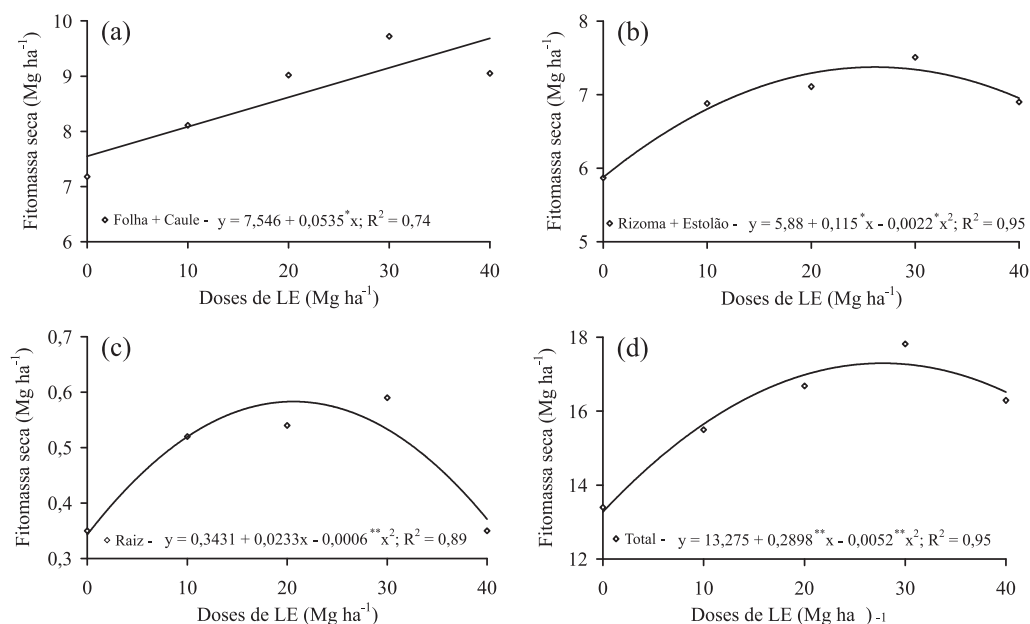 (a)
Fitomassa seca (Mg ha⁻¹)
10
9
8
7
6
Folha + Caule - y = 7,546 + 0,0535*x; R² = 0,74
0 10 20 30 40
Doses de LE (Mg ha⁻¹)
(b)
Fitomassa seca (Mg ha⁻¹)
8
7
6
5
Rizoma + Estolão - y = 5,88 + 0,115*x - 0,0022*x²; R² = 0,95
0 10 20 30 40
Doses de LE (Mg ha⁻¹)
(c)
Fitomassa seca (Mg ha⁻¹)
0,7
0,6
0,5
0,4
0,3
Raiz - y = 0,3431 + 0,0233x - 0,0006**x²; R² = 0,89
0 10 20 30 40
Doses de LE (Mg ha⁻¹)
(d)
Fitomassa seca (Mg ha⁻¹)
18
16
14
12
Total - y = 13,275 + 0,2898**x - 0,0052**x²; R² = 0,95
0 10 20 30 40
Doses de LE (Mg ha )₋₁